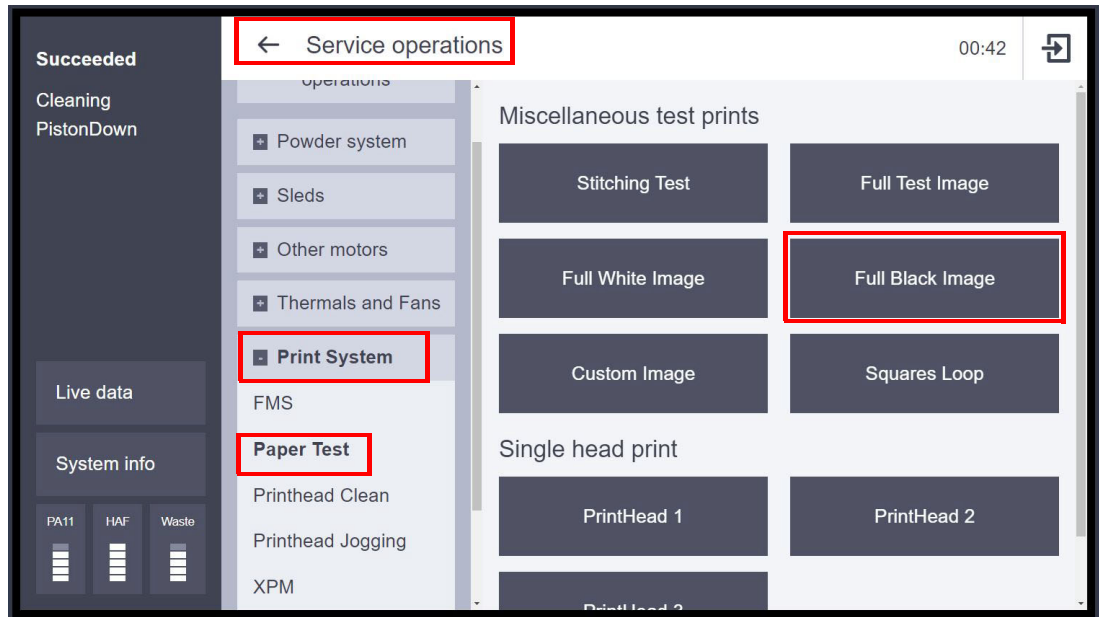 Succeeded
Cleaning
PistonDown
Live data
System info
PA11 HAF Waste
← Service operations
00:42
operations
+ Powder system
+ Sleds
+ Other motors
+ Thermals and Fans
- Print System
FMS
Paper Test
Printhead Clean
Printhead Jogging
XPM
Miscellaneous test prints
Stitching Test
Full Test Image
Full White Image
Full Black Image
Custom Image
Squares Loop
Single head print
PrintHead 1
PrintHead 2
PrintHead 3